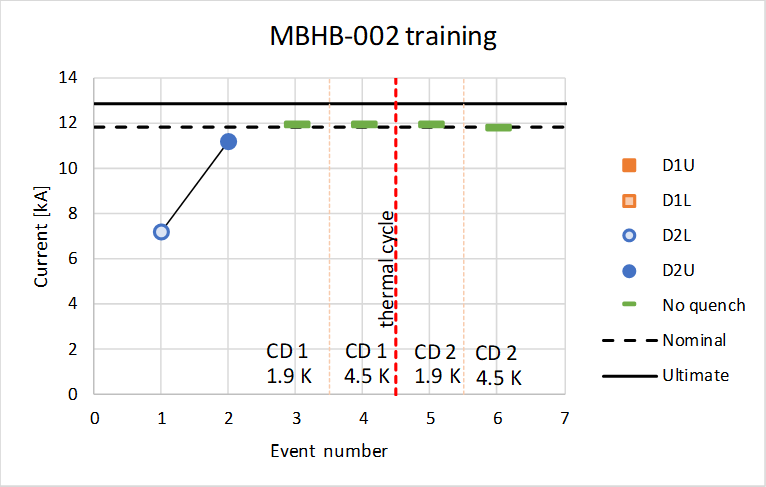 MBHB-002 training
14
12
10
8
6
4
2
0
Current [kA]
thermal cycle
CD 1
1.9 K
CD 1
4.5 K
CD 2
1.9 K
CD 2
4.5 K
0 1 2 3 4 5 6 7
Event number
D1U
D1L
D2L
D2U
No quench
Nominal
Ultimate